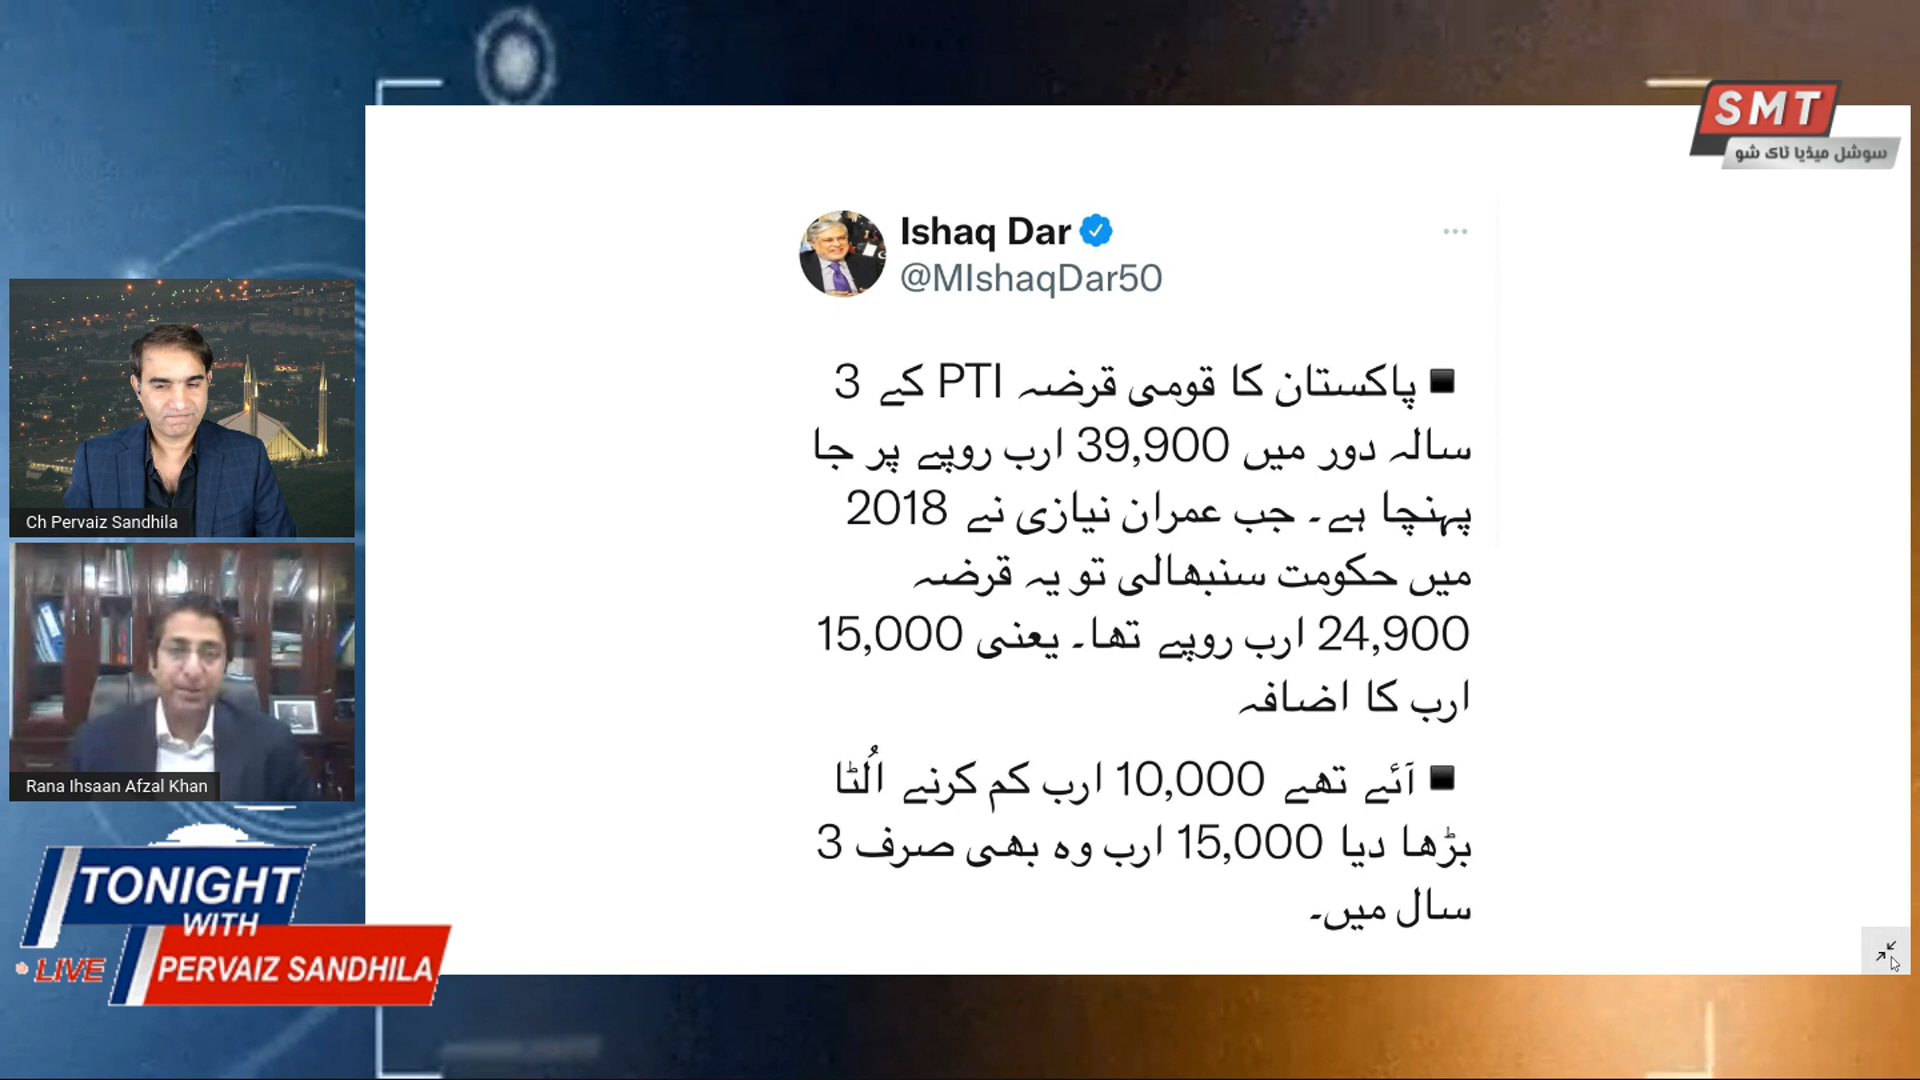 SMT
سوشل میڈیا ٹاک شو
Ishaq Dar
@MIshaqDar50
پاکستان کا قومی قرضہ PTI کے 3
سالہ دور میں 39,900 ارب روپے پر جا
پہنچا ہے۔ جب عمران نیازی نے 2018
میں حکومت سنبھالی تو یہ قرضہ
24,900 ارب روپے تھا۔ یعنی 15,000
ارب کا اضافہ
آئے تھے 10,000 ارب کم کرنے اُلٹا
بڑھا دیا 15,000 ارب وہ بھی صرف 3
سال میں۔
Ch Pervaiz Sandhila
Rana Ihsaan Afzal Khan
TONIGHT
WITH
LIVE PERVAIZ SANDHILA